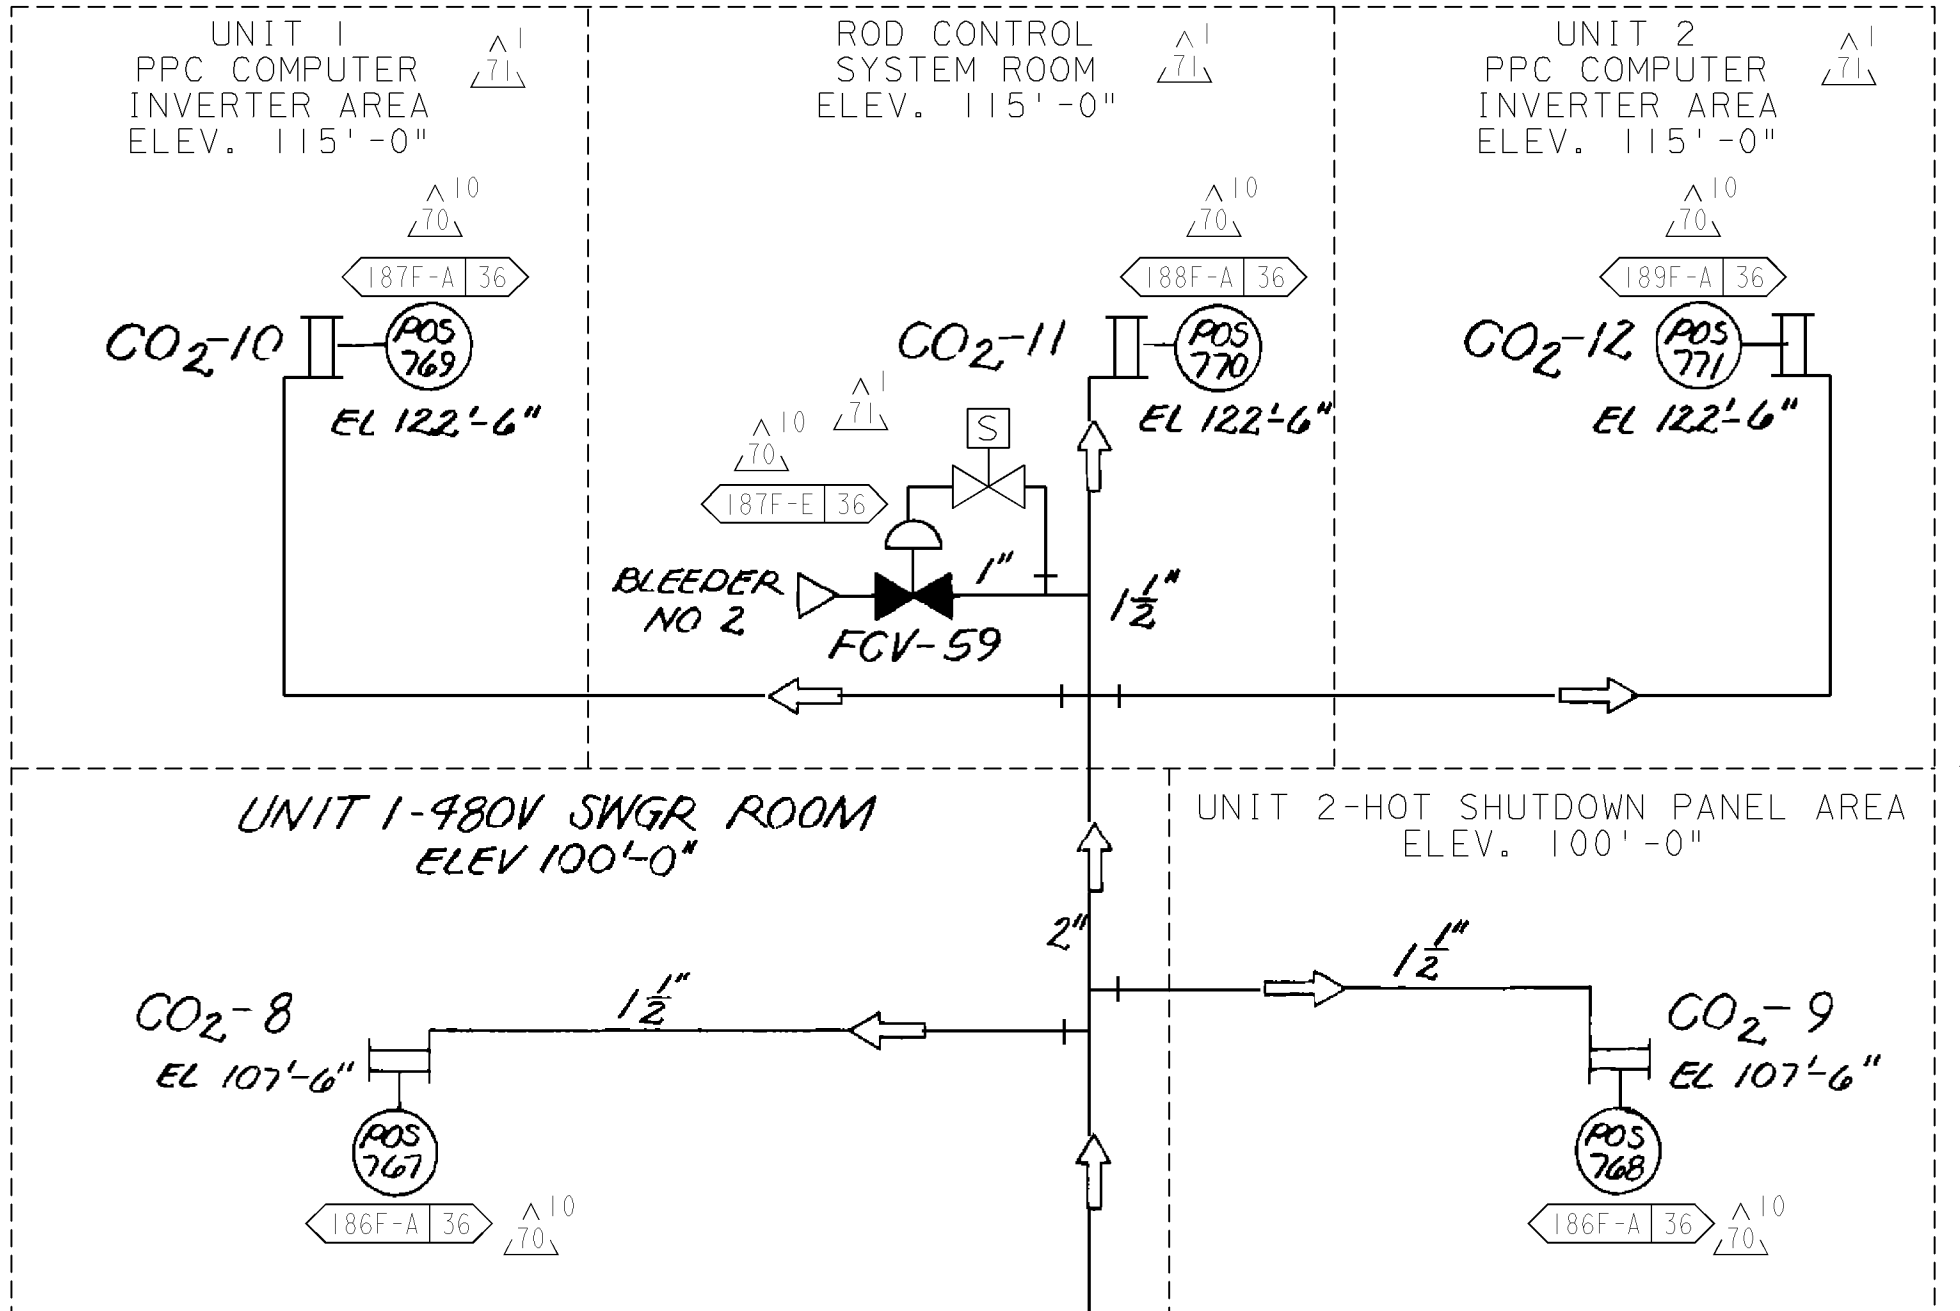 UNIT 1
PPC COMPUTER
INVERTER AREA
ELEV. 115'-0"
1
71
ROD CONTROL
SYSTEM ROOM
ELEV. 115'-0"
1
71
UNIT 2
PPC COMPUTER
INVERTER AREA
ELEV. 115'-0"
1
71
10
70
187F-A 36
CO2-10
POS
769
EL 122'-6"
10
70
188F-A 36
CO2-11
POS
770
EL 122'-6"
10
70
189F-A 36
CO2-12
POS
771
EL 122'-6"
1
71
10
70
S
187F-E 36
BLEEDER
NO 2
1"
FCV-59
1 1/2"
UNIT 1-480V SWGR ROOM
ELEV 100'-0"
UNIT 2-HOT SHUTDOWN PANEL AREA
ELEV. 100'-0"
2"
1 1/2"
1 1/2"
CO2-8
EL 107'-6"
POS
767
186F-A 36
10
70
CO2-9
EL 107'-6"
POS
768
186F-A 36
10
70